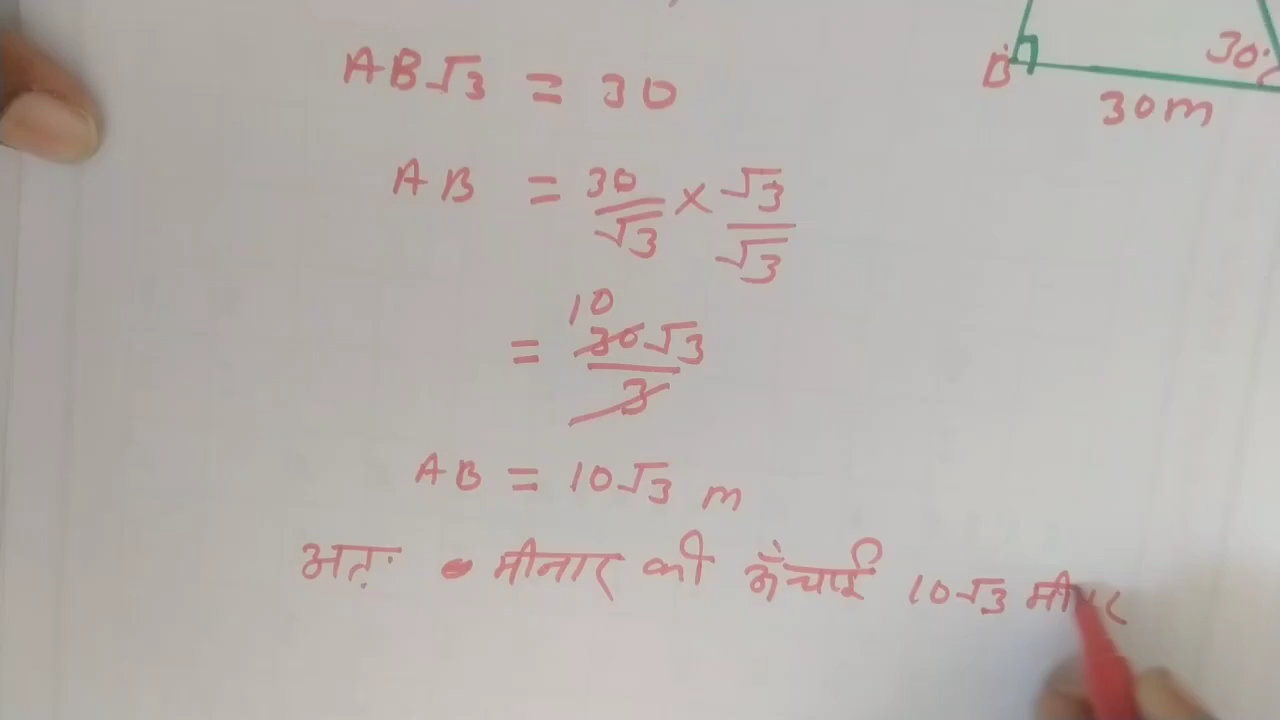 AB√3 = 30
AB = 30/√3 × √3/√3
10
= 30√3/3
AB = 10√3 m
अतः मीनार की ऊँचाई 10√3
B
30°
30m